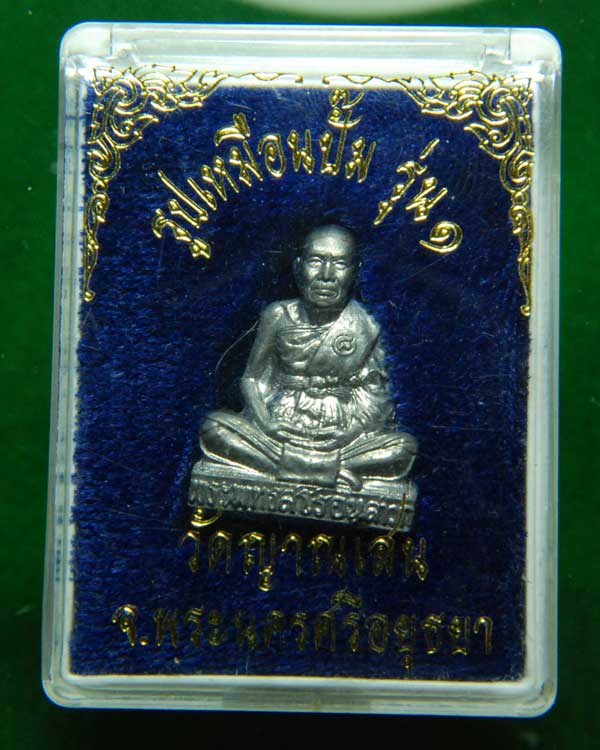 รูปเหมือนปั๊ม รุ่น ๑
วัดญาณเสน
จ.พระนครศรีอยุธยา